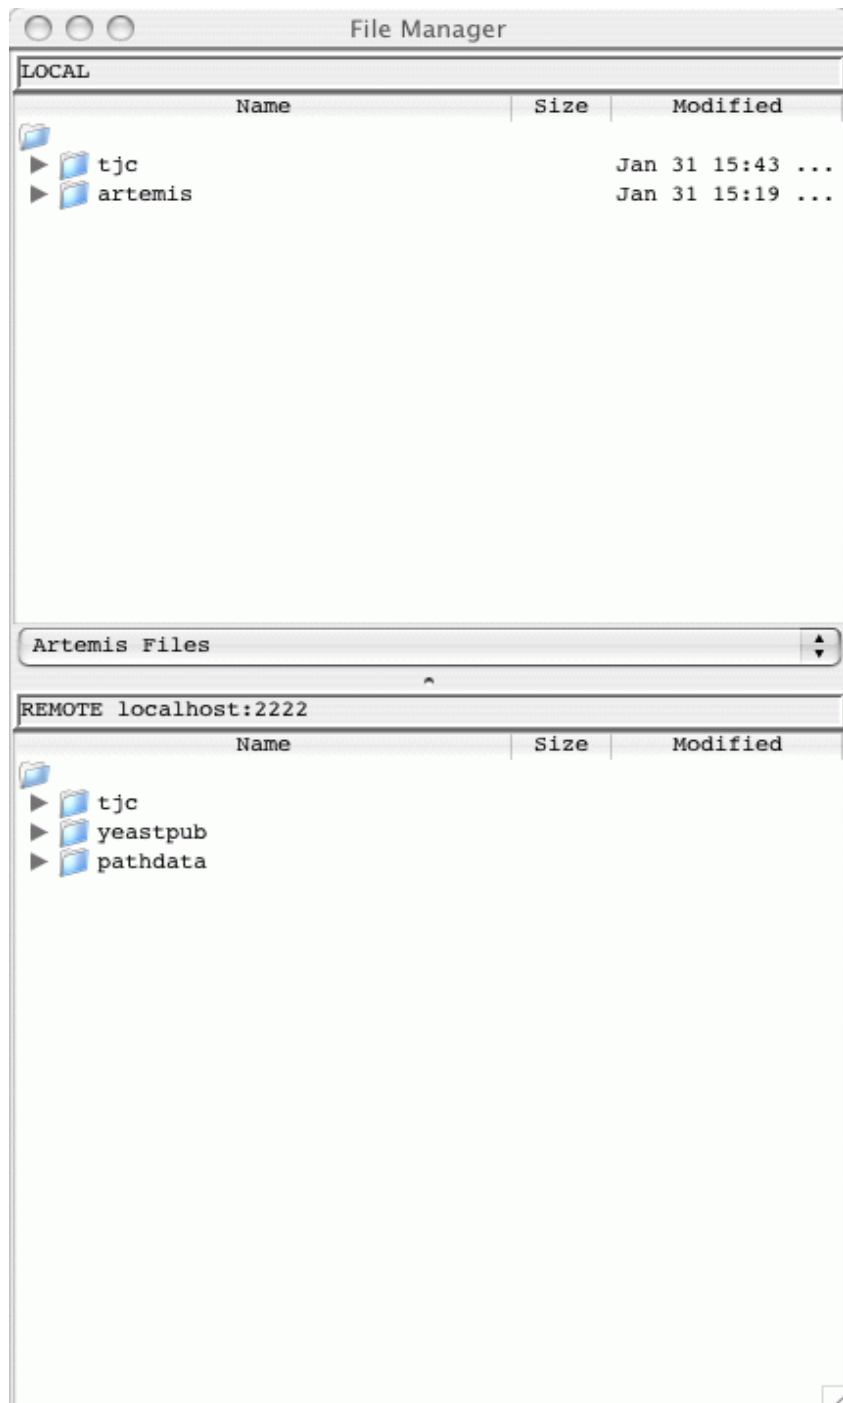 File Manager
LOCAL
Name Size Modified
tjc Jan 31 15:43 ...
artemis Jan 31 15:19 ...
Artemis Files
REMOTE localhost:2222
Name Size Modified
tjc
yeastpub
pathdata